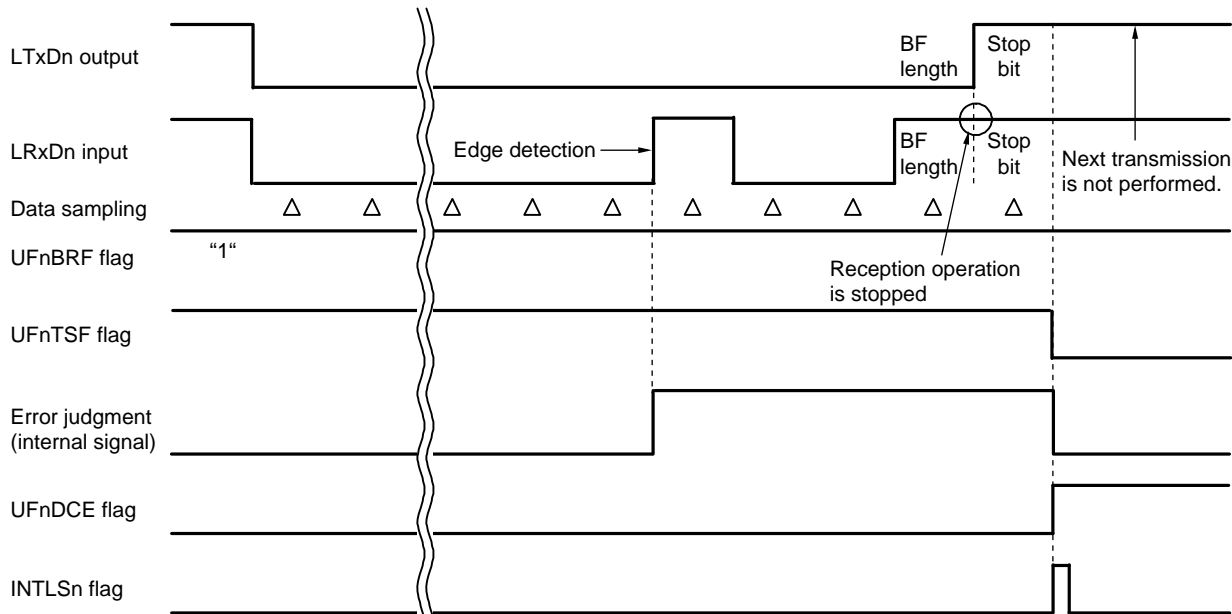 LTxDn output
BF
length
Stop
bit
LRxDn input
Edge detection
BF
length
Stop
bit
Next transmission
is not performed.
Data sampling
UFnBRF flag
“1“
Reception operation
is stopped
UFnTSF flag
Error judgment
(internal signal)
UFnDCE flag
INTLSn flag